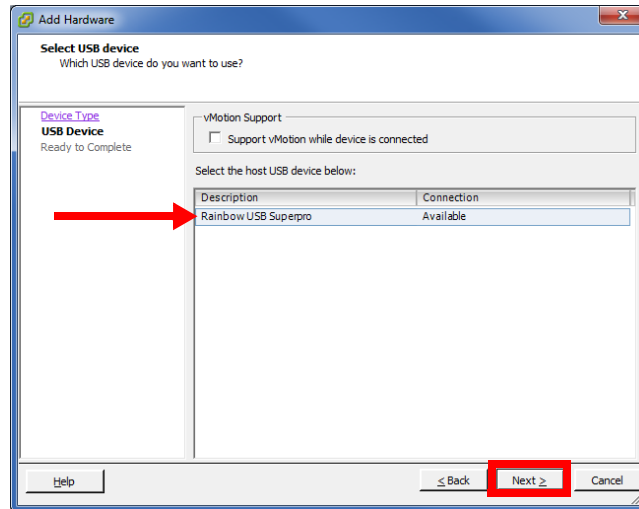 Add Hardware
Select USB device
Which USB device do you want to use?
Device Type
USB Device
Ready to Complete
vMotion Support
Support vMotion while device is connected
Select the host USB device below:
Description Connection
Rainbow USB Superpro Available
Help
< Back Next > Cancel